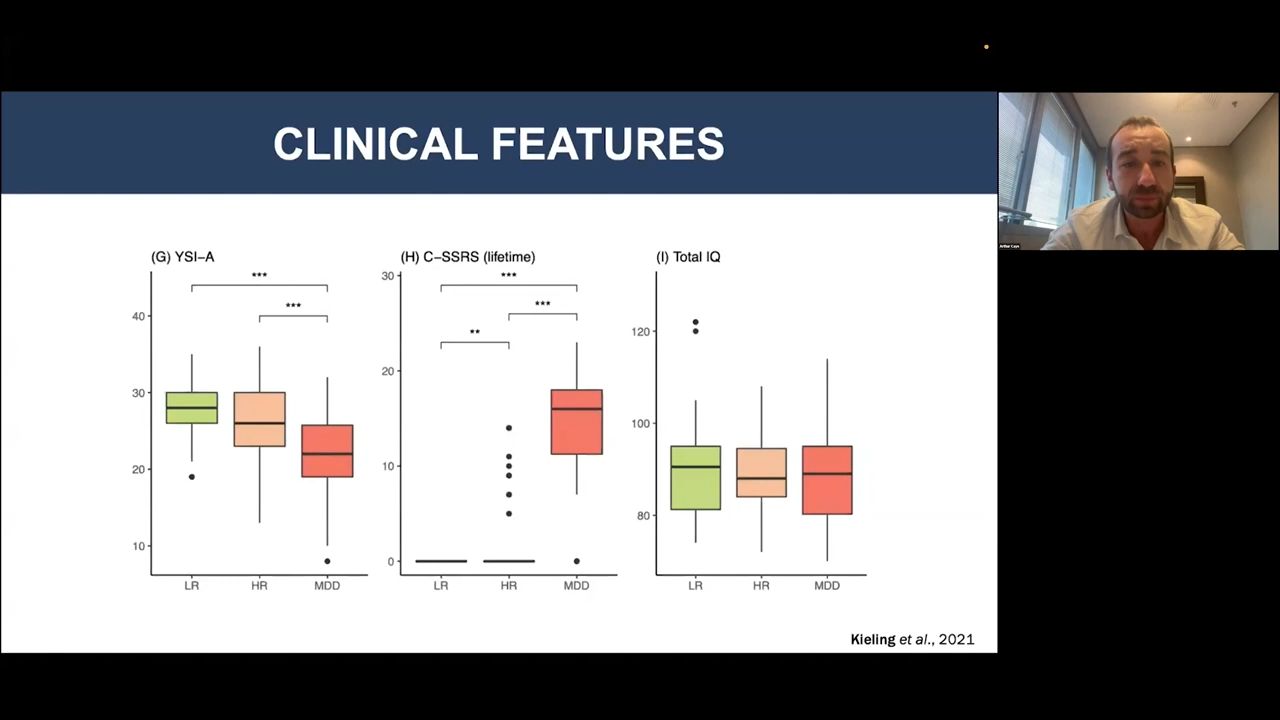 CLINICAL FEATURES
(G) YSI-A
***
***
40
30
20
10
LR HR MDD
(H) C-SSRS (lifetime)
***
***
**
30
20
10
0
LR HR MDD
(I) Total IQ
120
100
80
LR HR MDD
Kieling et al., 2021